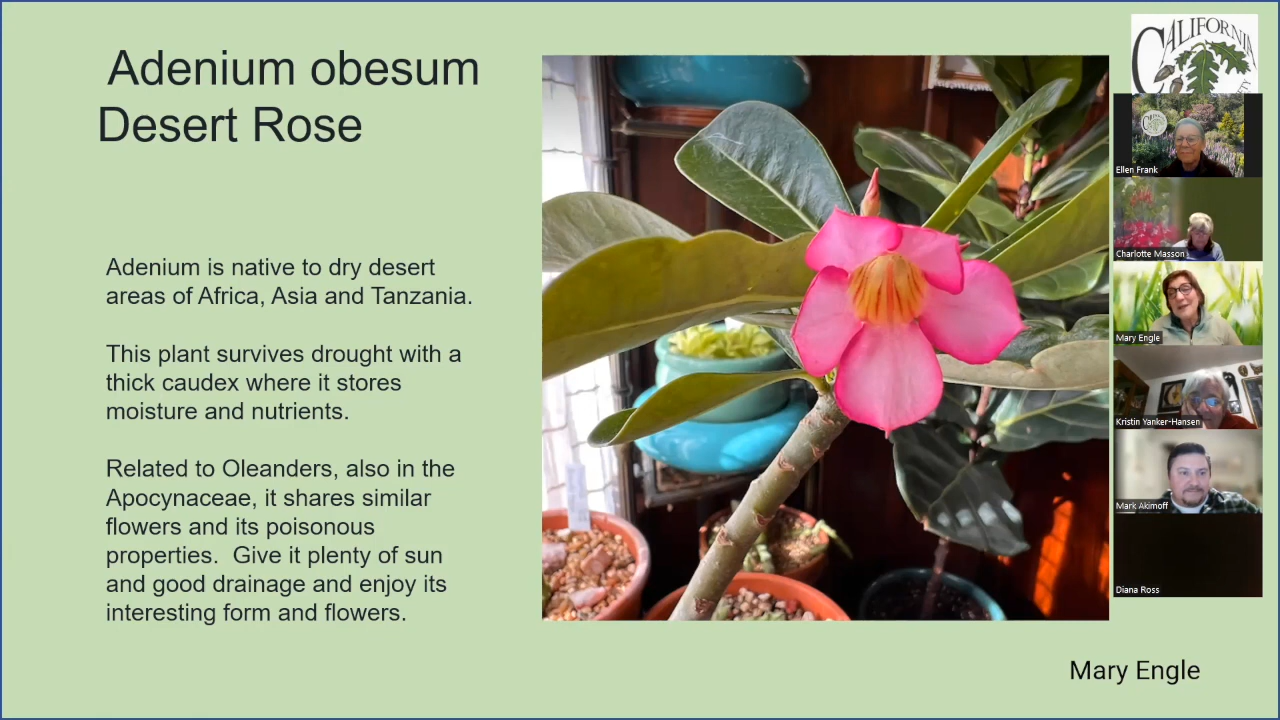 Adenium obesum
Desert Rose
Adenium is native to dry desert
areas of Africa, Asia and Tanzania.
This plant survives drought with a
thick caudex where it stores
moisture and nutrients.
Related to Oleanders, also in the
Apocynaceae, it shares similar
flowers and its poisonous
properties.  Give it plenty of sun
and good drainage and enjoy its
interesting form and flowers.
Mary Engle
CALIFORNIA
Ellen Frank
Charlotte Masson
Mary Engle
Kristin Yanker-Hansen
Mark Akimoff
Diana Ross